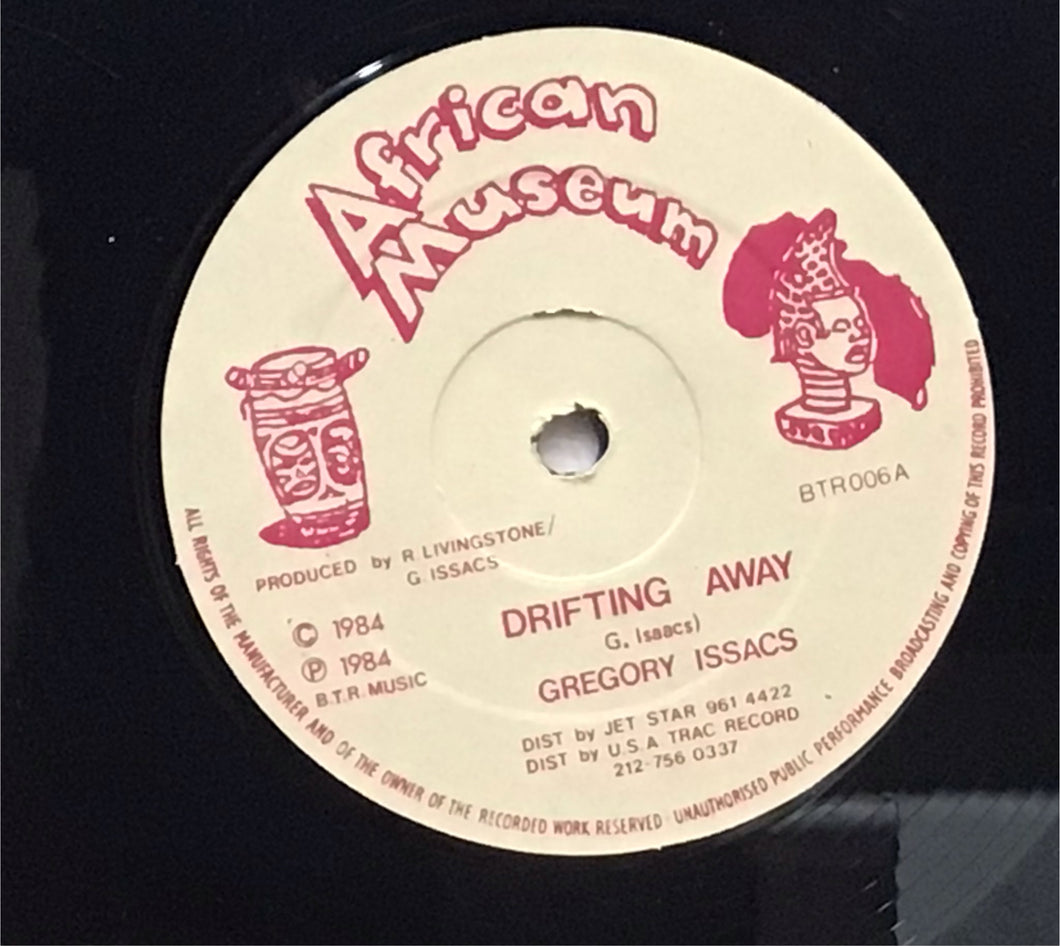 African
Museum
BTR006A
PRODUCED by R. LIVINGSTONE/
G. ISSACS
DRIFTING AWAY
G. Isaacs)
GREGORY ISSACS
© 1984
℗ 1984
B.T.R. MUSIC
DIST by JET STAR 961 4422
DIST by U.S.A TRAC RECORD
212-756 0337
ALL RIGHTS OF THE MANUFACTURER AND OF THE OWNER OF THE RECORDED WORK RESERVED · UNAUTHORISED PUBLIC PERFORMANCE BROADCASTING AND COPYING OF THIS RECORD PROHIBITED